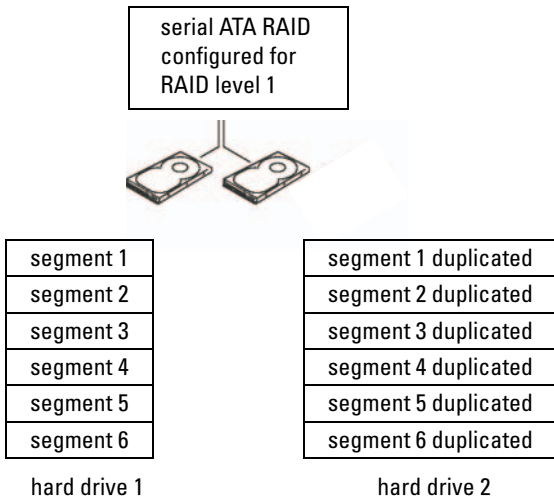 serial ATA RAID
configured for
RAID level 1
segment 1
segment 1 duplicated
segment 2
segment 2 duplicated
segment 3
segment 3 duplicated
segment 4
segment 4 duplicated
segment 5
segment 5 duplicated
segment 6
segment 6 duplicated
hard drive 1
hard drive 2